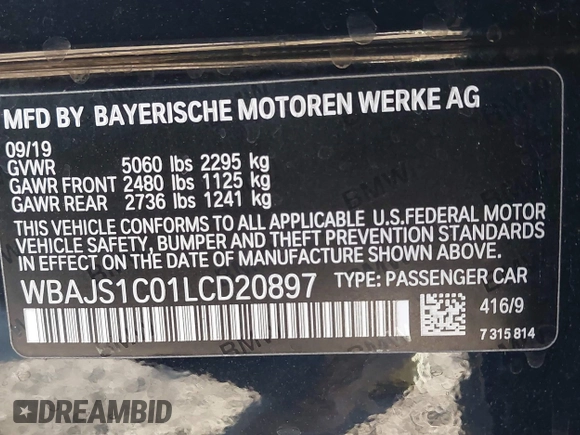 MFD BY BAYERISCHE MOTOREN WERKE AG
09/19
GVWR 5060 lbs 2295 kg
GAWR FRONT 2480 lbs 1125 kg
GAWR REAR 2736 lbs 1241 kg
THIS VEHICLE CONFORMS TO ALL APPLICABLE U.S.FEDERAL MOTOR
VEHICLE SAFETY, BUMPER AND THEFT PREVENTION STANDARDS
IN EFFECT ON THE DATE OF MANUFACTURE SHOWN ABOVE
WBAJS1C01LCD20897 TYPE: PASSENGER CAR
416/9
7 315 814
DREAMBID